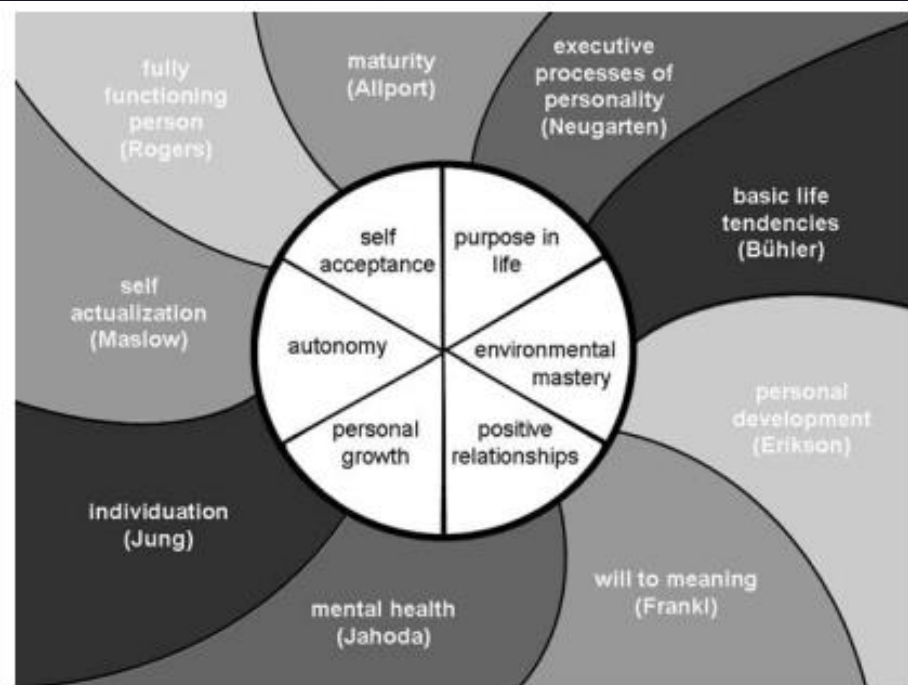 fully
functioning
person
(Rogers)
maturity
(Allport)
executive
processes of
personality
(Neugarten)
basic life
tendencies
(Bühler)
personal
development
(Erikson)
will to meaning
(Frankl)
mental health
(Jahoda)
individuation
(Jung)
self
actualization
(Maslow)
self
acceptance
purpose in
life
environmental
mastery
positive
relationships
personal
growth
autonomy